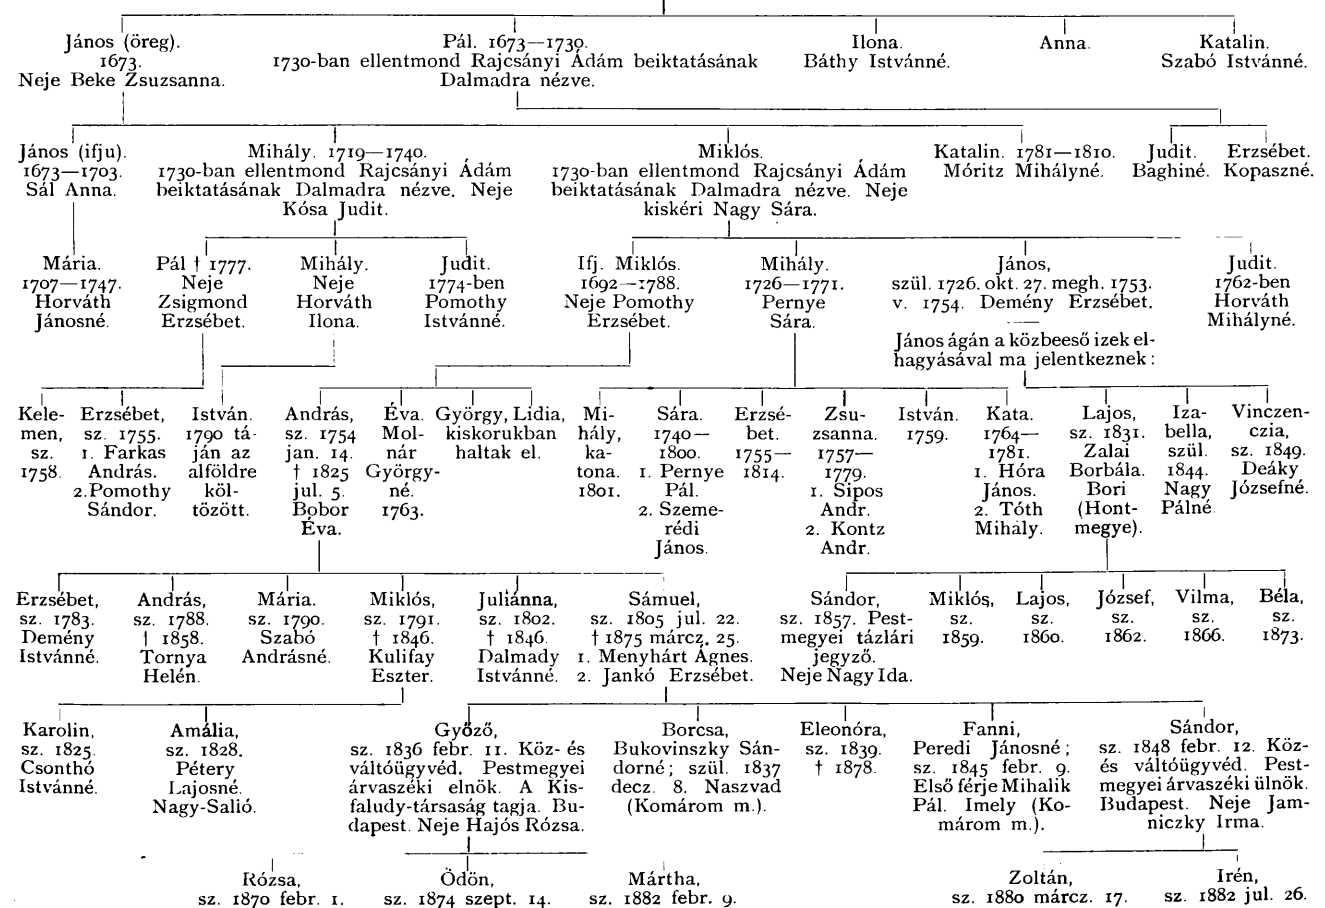 János (öreg).
1673.
Neje Beke Zsuzsanna.
Pál. 1673—1730.
1730-ban ellentmond Rajcsányi Ádám beiktatásának
Dalmadra nézve.
Ilona.
Báthy Istvánné.
Anna.
Katalin.
Szabó Istvánné.
János (ifju).
1673—1703.
Sál Anna.
Mihály. 1719—1740.
1730-ban ellentmond Rajcsányi Ádám
beiktatásának Dalmadra nézve. Neje
Kósa Judit.
Miklós.
1730-ban ellentmond Rajcsányi Ádám
beiktatásának Dalmadra nézve. Neje
kiskéri Nagy Sára.
Katalin. 1781—1810.
Móritz Mihályné.
Judit.
Baghiné.
Erzsébet.
Kopaszné.
Mária.
1707—1747.
Horváth
Jánosné.
Pál † 1777.
Neje
Zsigmond
Erzsébet.
Mihály.
Neje
Horváth
Ilona.
Judit.
1774-ben
Pomothy
Istvánné.
Ifj. Miklós.
1692—1788.
Neje Pomothy
Erzsébet.
Mihály.
1726—1771.
Pernye
Sára.
János,
szül. 1726. okt. 27. megh. 1753.
v. 1754. Demény Erzsébet.
János ágán a közbeeső izek el-
hagyásával ma jelentkeznek:
Judit.
1762-ben
Horváth
Mihályné.
Kele-
men,
sz.
1758.
Erzsébet,
sz. 1755.
1. Farkas
András.
2. Pomothy
Sándor.
István.
1790 tá-
ján az
alföldre
köl-
tözött.
András,
sz. 1754
jan. 14.
† 1825
jul. 5.
Bobor
Éva.
Éva.
Mol-
nár
György-
né.
1763.
György, Lidia,
kiskorukban
haltak el.
Mi-
hály,
ka-
tona.
1801.
Sára.
1740—
1800.
1. Pernye
Pál.
2. Szeme-
rédi
János.
Erzsé-
bet.
1755—
1814.
Zsu-
zsanna.
1757—
1779.
1. Sipos
Andr.
2. Kontz
Andr.
István.
1759.
Kata.
1764—
1781.
1. Hóra
János.
2. Tóth
Mihály.
Lajos,
sz. 1831.
Zalai
Borbála.
Bori
(Hont-
megye).
Iza-
bella,
szül.
1844.
Nagy
Pálné.
Vinczen-
czia,
sz. 1849.
Deáky
Józsefné.
Erzsébet,
sz. 1783.
Demény
Istvánné.
András,
sz. 1788.
† 1858.
Tornya
Helén.
Mária.
sz. 1790.
Szabó
Andrásné.
Miklós,
sz. 1791.
† 1846.
Kulifay
Eszter.
Juliánna,
sz. 1802.
† 1846.
Dalmady
Istvánné.
Sámuel,
sz. 1805 jul. 22.
† 1875 márcz. 25.
1. Menyhárt Ágnes.
2. Jankó Erzsébet.
Sándor,
sz. 1857. Pest-
megyei tázlári
jegyző.
Neje Nagy Ida.
Miklós,
sz.
1859.
Lajos,
sz.
1860.
József,
sz.
1862.
Vilma,
sz.
1866.
Béla,
sz.
1873.
Karolin,
sz. 1825.
Csonthó
Istvánné.
Amália,
sz. 1828.
Pétery
Lajosné.
Nagy-Salió.
Győző,
sz. 1836 febr. 11. Köz- és
váltóügyvéd. Pestmegyei
árvaszéki elnök. A Kis-
faludy-társaság tagja. Bu-
dapest. Neje Hajós Rózsa.
Borcsa,
Bukovinszky Sán-
dorné; szül. 1837
decz. 8. Naszvad
(Komárom m.).
Eleonóra,
sz. 1839.
† 1878.
Fanni,
Peredi Jánosné;
sz. 1845 febr. 9.
Első férje Mihalik
Pál. Imely (Ko-
márom m.).
Sándor,
sz. 1848 febr. 12. Köz-
és váltóügyvéd. Pest-
megyei árvaszéki ülnök.
Budapest. Neje Jam-
niczky Irma.
Rózsa,
sz. 1870 febr. 1.
Ödön,
sz. 1874 szept. 14.
Mártha,
sz. 1882 febr. 9.
Zoltán,
sz. 1880 márcz. 17.
Irén,
sz. 1882 jul. 26.